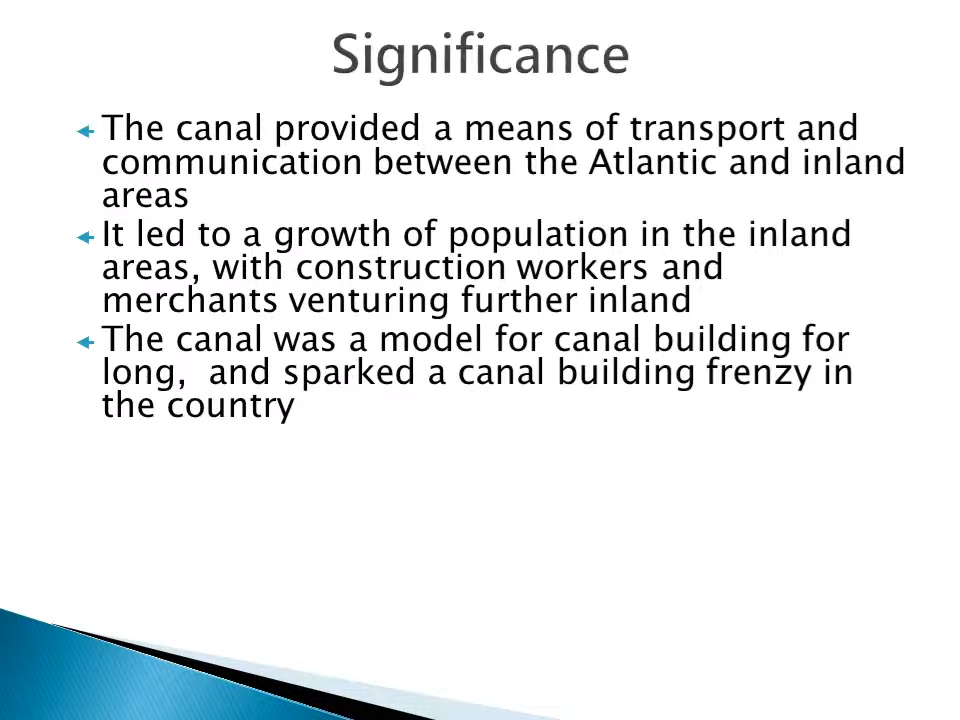 Significance
The canal provided a means of transport and
communication between the Atlantic and inland
areas
It led to a growth of population in the inland
areas, with construction workers and
merchants venturing further inland
The canal was a model for canal building for
long,  and sparked a canal building frenzy in
the country